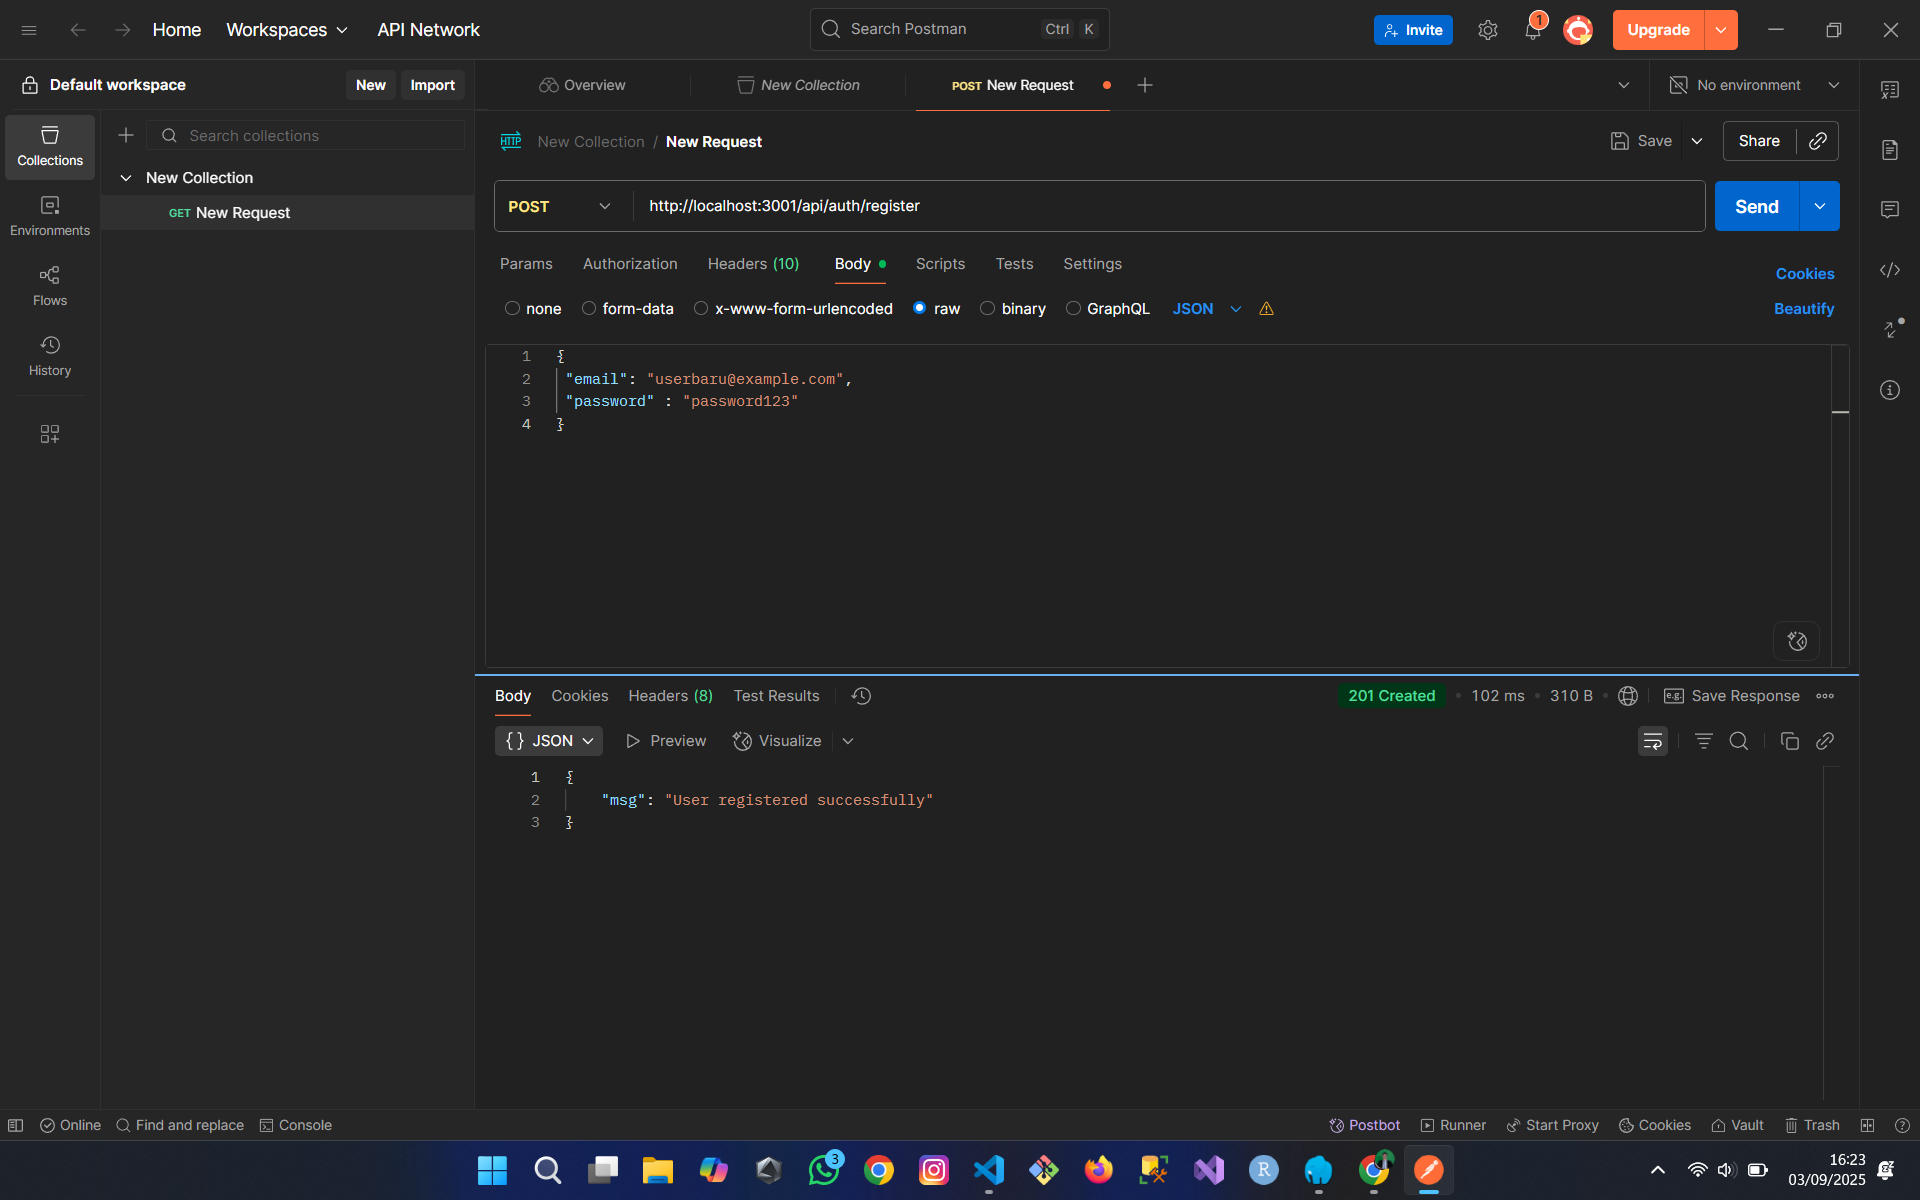 Home Workspaces API Network Search Postman Ctrl K Invite 1 Upgrade
Default workspace New Import Overview New Collection POST New Request No environment
Collections Search collections New Collection / New Request Save Share
New Collection
GET New Request
POST http://localhost:3001/api/auth/register Send
Environments
Flows
History
Params Authorization Headers (10) Body Scripts Tests Settings Cookies
none form-data x-www-form-urlencoded raw binary GraphQL JSON Beautify
1 {
2 "email": "userbaru@example.com",
3 "password" : "password123"
4 }
Body Cookies Headers (8) Test Results 201 Created 102 ms 310 B e.g. Save Response
{} JSON Preview Visualize
1 {
2 "msg": "User registered successfully"
3 }
Online Find and replace Console Postbot Runner Start Proxy Cookies Vault Trash
3 R 16:23
03/09/2025